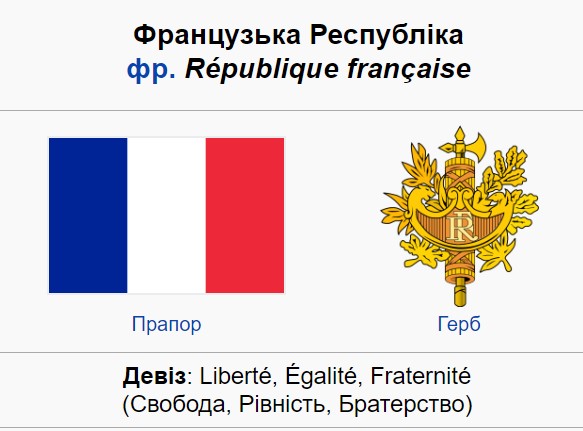 Французька Республіка
фр. République française
RF
Прапор
Герб
Девіз: Liberté, Égalité, Fraternité
(Свобода, Рівність, Братерство)